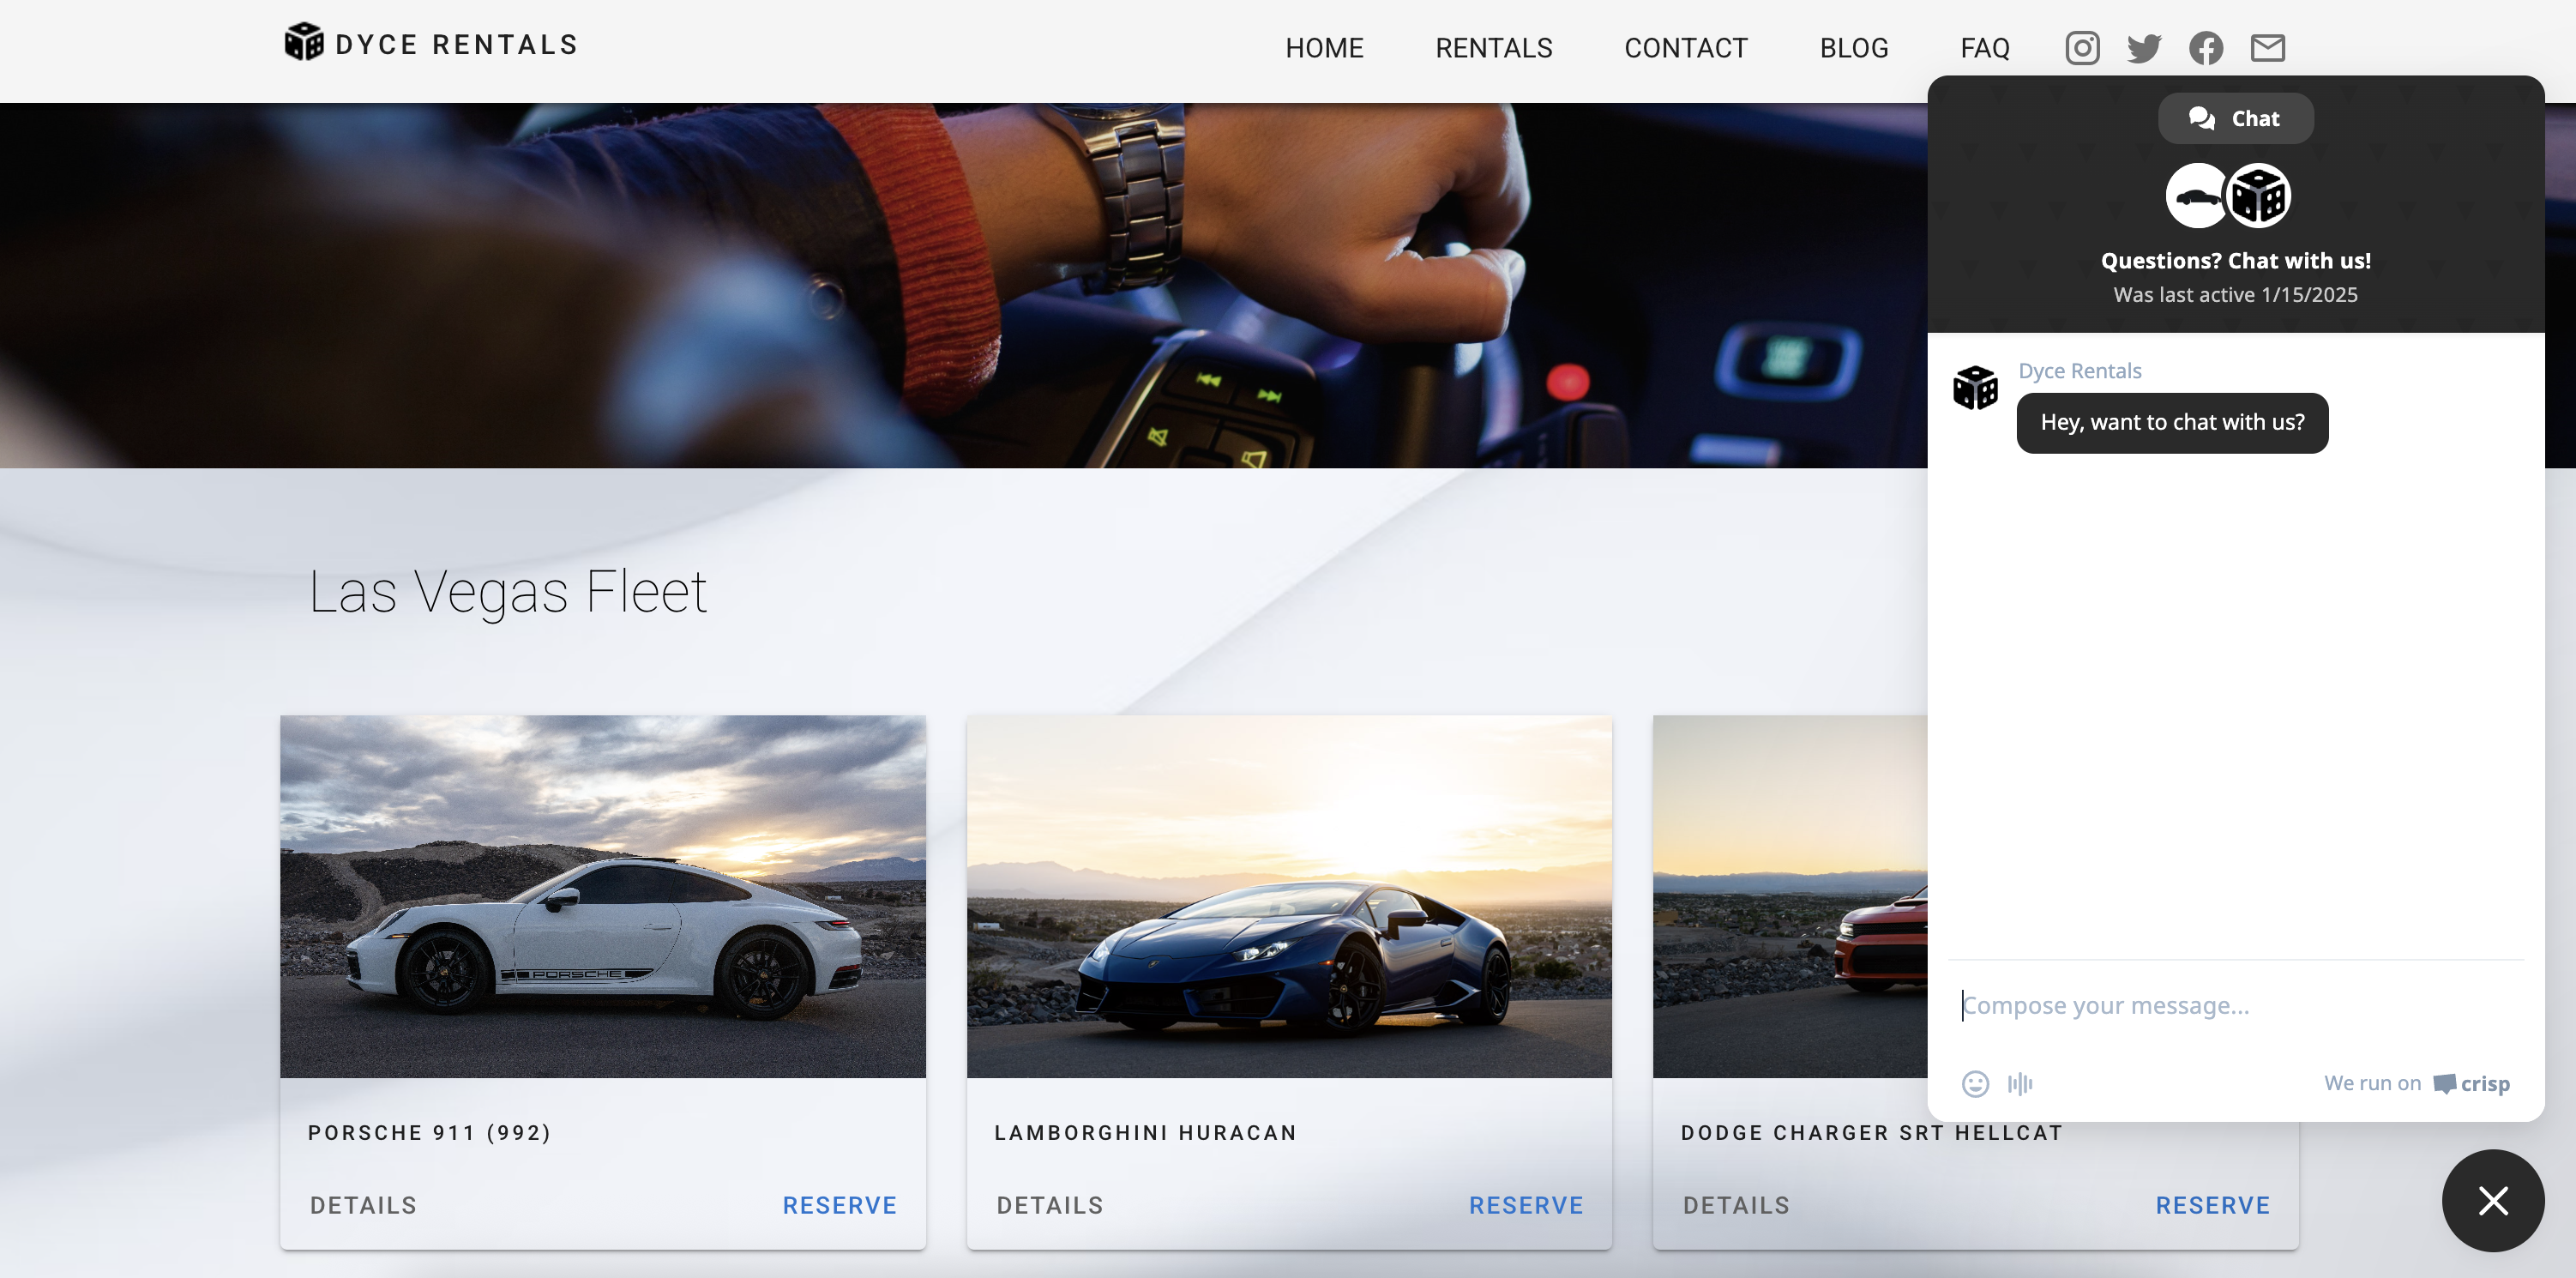 DYCE RENTALS
HOME RENTALS CONTACT BLOG FAQ
Chat
Questions? Chat with us!
Was last active 1/15/2025
Dyce Rentals
Hey, want to chat with us?
Compose your message...
We run on crisp
Las Vegas Fleet
PORSCHE
PORSCHE 911 (992)
DETAILS RESERVE
LAMBORGHINI HURACAN
DETAILS RESERVE
DODGE CHARGER SRT HELLCAT
DETAILS RESERVE